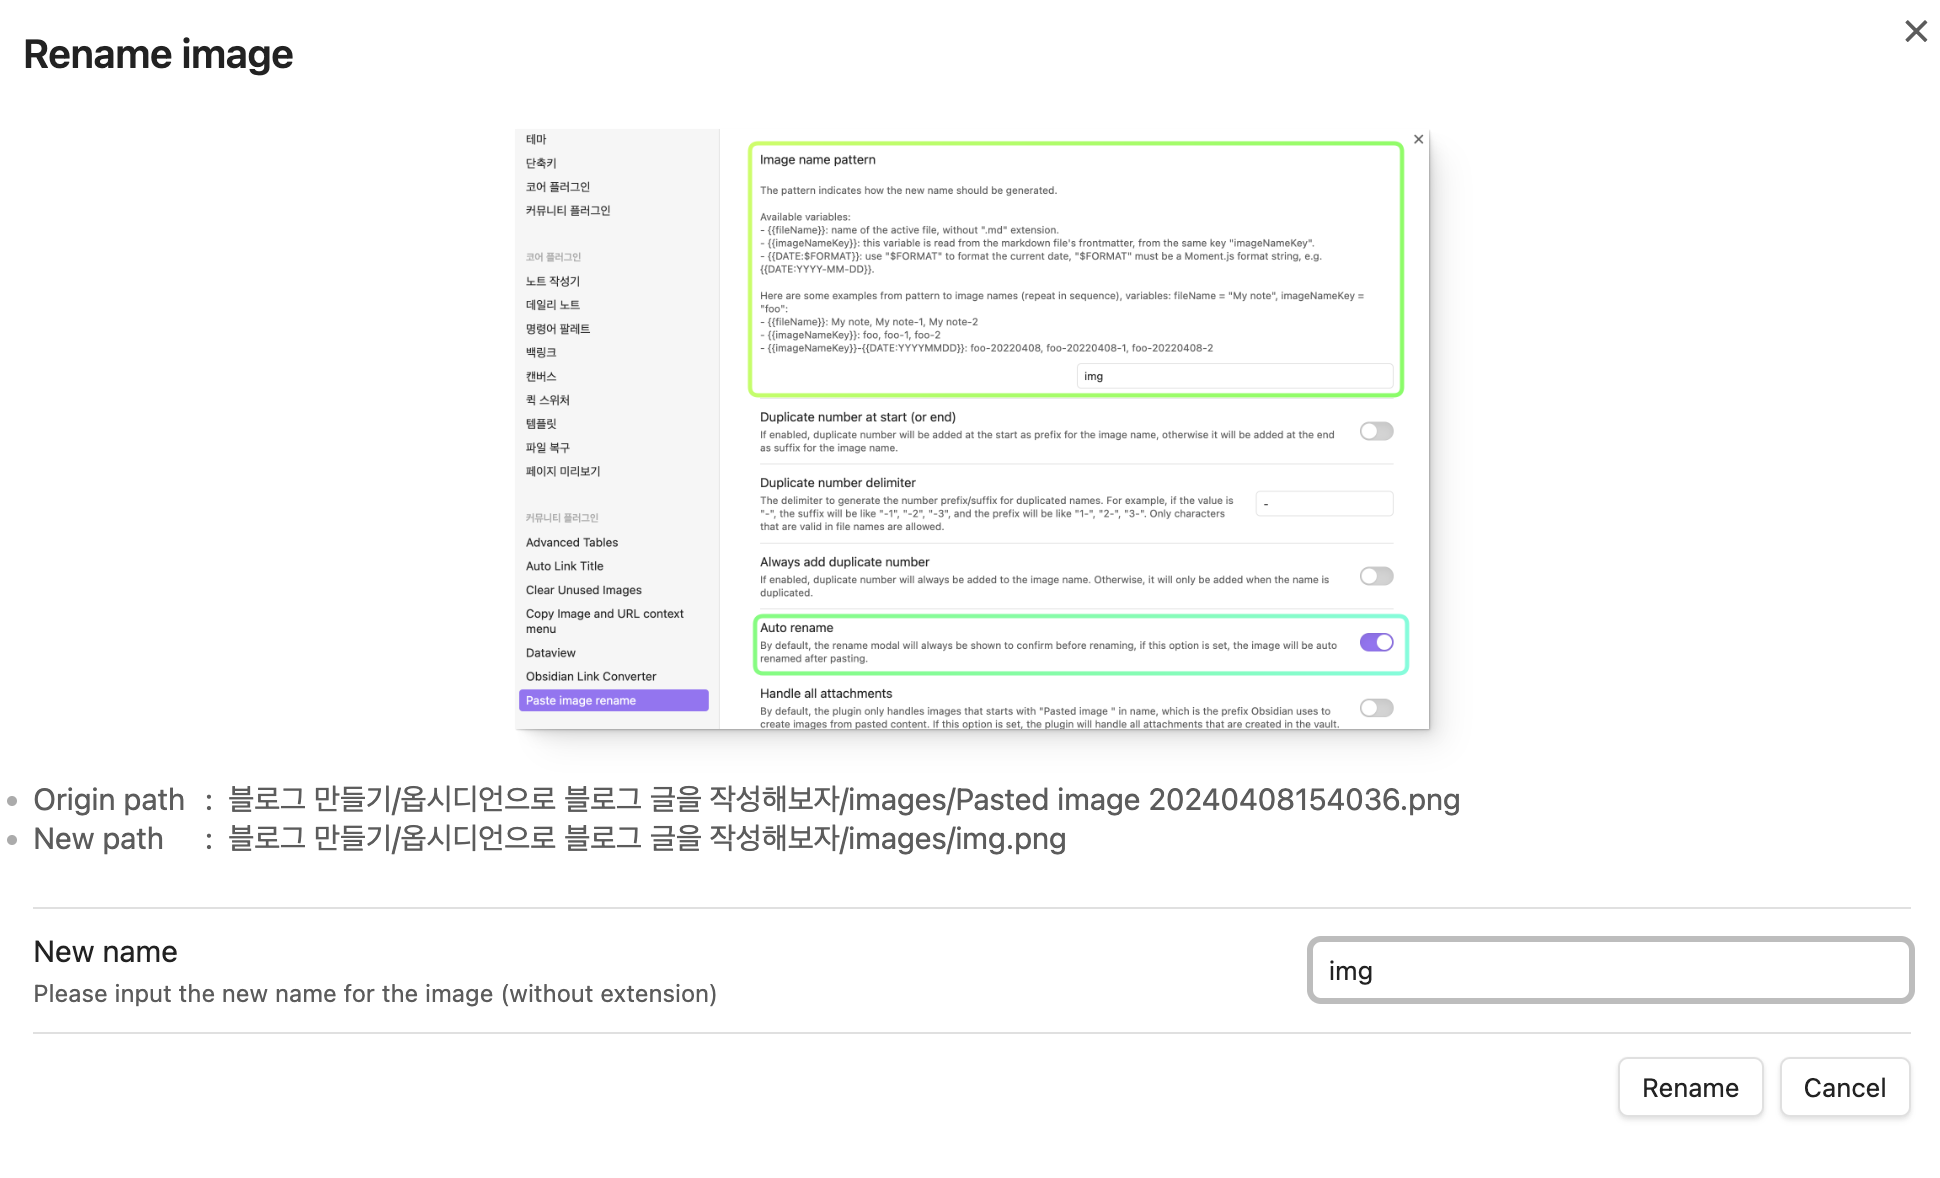 Rename image
테마
단축키
코어 플러그인
커뮤니티 플러그인
코어 플러그인
노트 작성기
데일리 노트
명령어 팔레트
백링크
캔버스
퀵 스위처
템플릿
파일 복구
페이지 미리보기
커뮤니티 플러그인
Advanced Tables
Auto Link Title
Clear Unused Images
Copy Image and URL context
menu
Dataview
Obsidian Link Converter
Paste image rename
Image name pattern
The pattern indicates how the new name should be generated.
Available variables:
- {{fileName}}: name of the active file, without ".md" extension.
- {{imageNameKey}}: this variable is read from the markdown file's frontmatter, from the same key "imageNameKey".
- {{DATE:$FORMAT}}: use "$FORMAT" to format the current date, "$FORMAT" must be a Moment.js format string, e.g.
{{DATE:YYYY-MM-DD}}.
Here are some examples from pattern to image names (repeat in sequence), variables: fileName = "My note", imageNameKey =
"foo":
- {{fileName}}: My note, My note-1, My note-2
- {{imageNameKey}}: foo, foo-1, foo-2
- {{imageNameKey}}-{{DATE:YYYYMMDD}}: foo-20220408, foo-20220408-1, foo-20220408-2
img
Duplicate number at start (or end)
If enabled, duplicate number will be added at the start as prefix for the image name, otherwise it will be added at the end
as suffix for the image name.
Duplicate number delimiter
The delimiter to generate the number prefix/suffix for duplicated names. For example, if the value is
"-", the suffix will be like "-1", "-2", "-3", and the prefix will be like "1-", "2-", "3-". Only characters
that are valid in file names are allowed.
-
Always add duplicate number
If enabled, duplicate number will always be added to the image name. Otherwise, it will only be added when the name is
duplicated.
Auto rename
By default, the rename modal will always be shown to confirm before renaming, if this option is set, the image will be auto
renamed after pasting.
Handle all attachments
By default, the plugin only handles images that starts with "Pasted image " in name, which is the prefix Obsidian uses to
create images from pasted content. If this option is set, the plugin will handle all attachments that are created in the vault.
Origin path : 블로그 만들기/옵시디언으로 블로그 글을 작성해보자/images/Pasted image 20240408154036.png
New path : 블로그 만들기/옵시디언으로 블로그 글을 작성해보자/images/img.png
New name
Please input the new name for the image (without extension)
img
Rename
Cancel